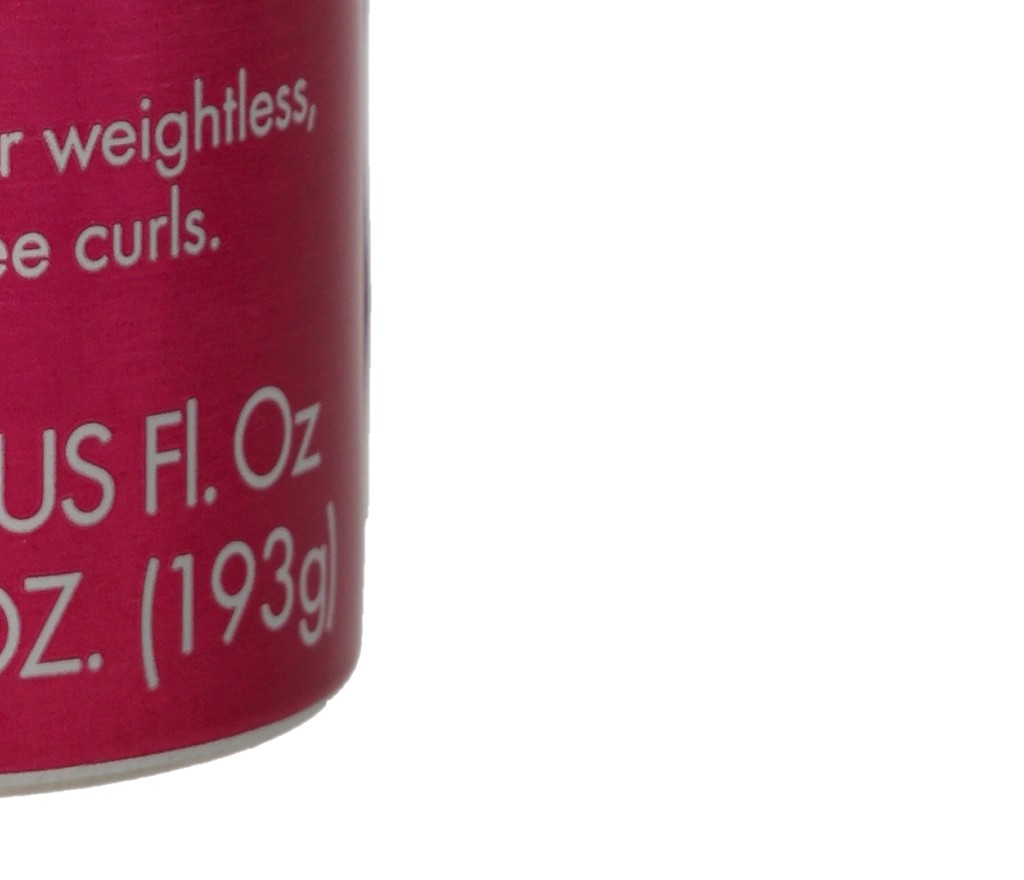 r weightless,
ee curls.
US Fl. Oz
OZ. (193g)